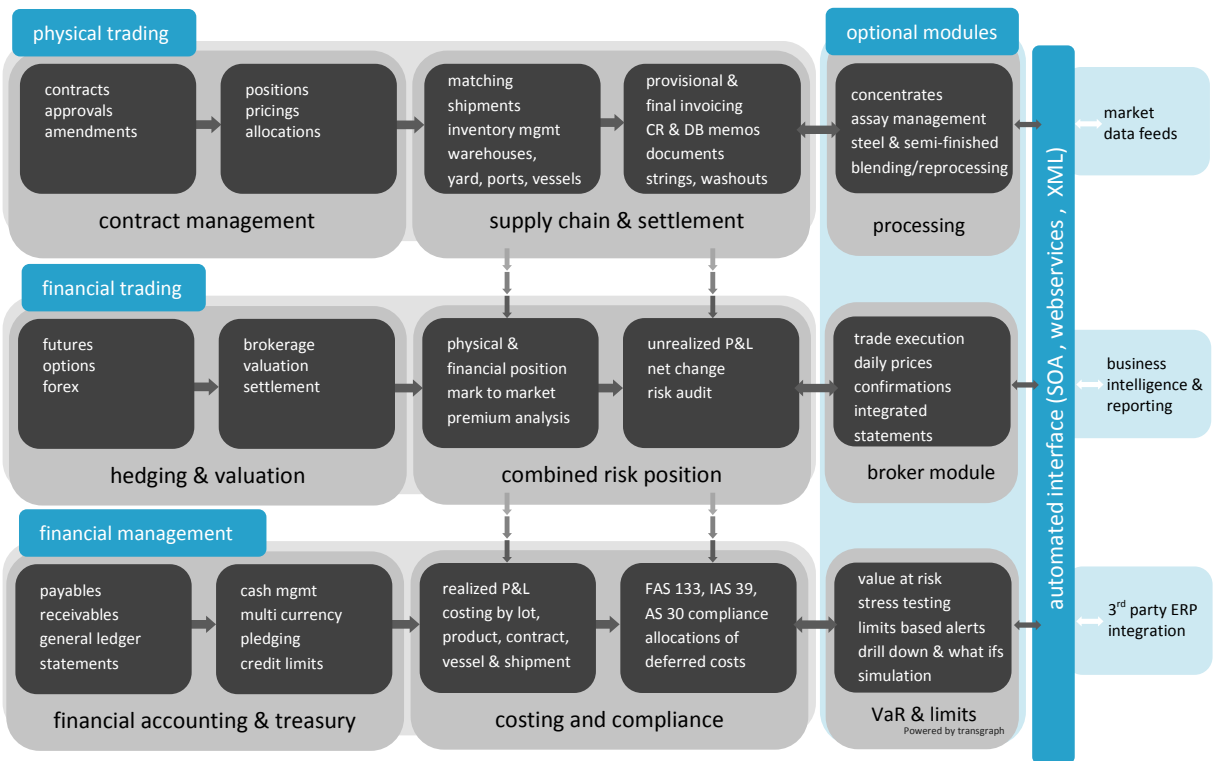 physical trading
optional modules
contracts
approvals
amendments
positions
pricings
allocations
contract management
matching
shipments
inventory mgmt
warehouses,
yard, ports, vessels
provisional &
final invoicing
CR & DB memos
documents
strings, washouts
supply chain & settlement
concentrates
assay management
steel & semi-finished
blending/reprocessing
processing
financial trading
futures
options
forex
brokerage
valuation
settlement
hedging & valuation
physical &
financial position
mark to market
premium analysis
unrealized P&L
net change
risk audit
combined risk position
trade execution
daily prices
confirmations
integrated
statements
broker module
financial management
payables
receivables
general ledger
statements
cash mgmt
multi currency
pledging
credit limits
financial accounting & treasury
realized P&L
costing by lot,
product, contract,
vessel & shipment
FAS 133, IAS 39,
AS 30 compliance
allocations of
deferred costs
costing and compliance
value at risk
stress testing
limits based alerts
drill down & what ifs
simulation
VaR & limits
Powered by transgraph
automated interface (SOA , webservices , XML)
market
data feeds
business
intelligence &
reporting
3rd party ERP
integration